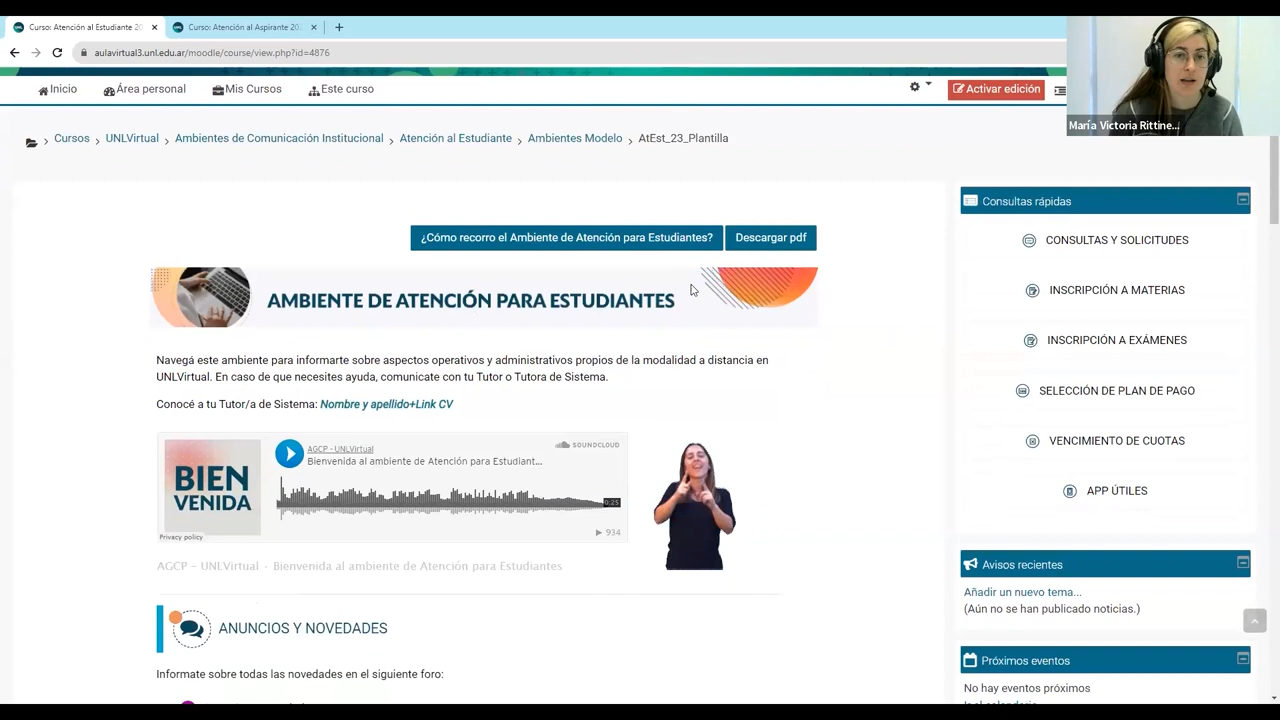 Curso: Atención al Estudiante 20
Curso: Atención al Aspirante 20
aulavirtual3.unl.edu.ar/moodle/course/view.php?id=4876
Inicio
Área personal
Mis Cursos
Este curso
Activar edición
María Victoria Rittine...
Cursos
UNLVirtual
Ambientes de Comunicación Institucional
Atención al Estudiante
Ambientes Modelo
AtEst_23_Plantilla
¿Cómo recorro el Ambiente de Atención para Estudiantes?
Descargar pdf
AMBIENTE DE ATENCIÓN PARA ESTUDIANTES
Navegá este ambiente para informarte sobre aspectos operativos y administrativos propios de la modalidad a distancia en
UNLVirtual. En caso de que necesites ayuda, comunicate con tu Tutor o Tutora de Sistema.
Conocé a tu Tutor/a de Sistema: Nombre y apellido+Link CV
BIEN
VENIDA
Privacy policy
AGCP - UNLVirtual
Bienvenida al ambiente de Atención para Estudiant...
SOUNDCLOUD
0:25
934
AGCP - UNLVirtual · Bienvenida al ambiente de Atención para Estudiantes
ANUNCIOS Y NOVEDADES
Informate sobre todas las novedades en el siguiente foro:
Consultas rápidas
CONSULTAS Y SOLICITUDES
INSCRIPCIÓN A MATERIAS
INSCRIPCIÓN A EXÁMENES
SELECCIÓN DE PLAN DE PAGO
VENCIMIENTO DE CUOTAS
APP ÚTILES
Avisos recientes
Añadir un nuevo tema...
(Aún no se han publicado noticias.)
Próximos eventos
No hay eventos próximos